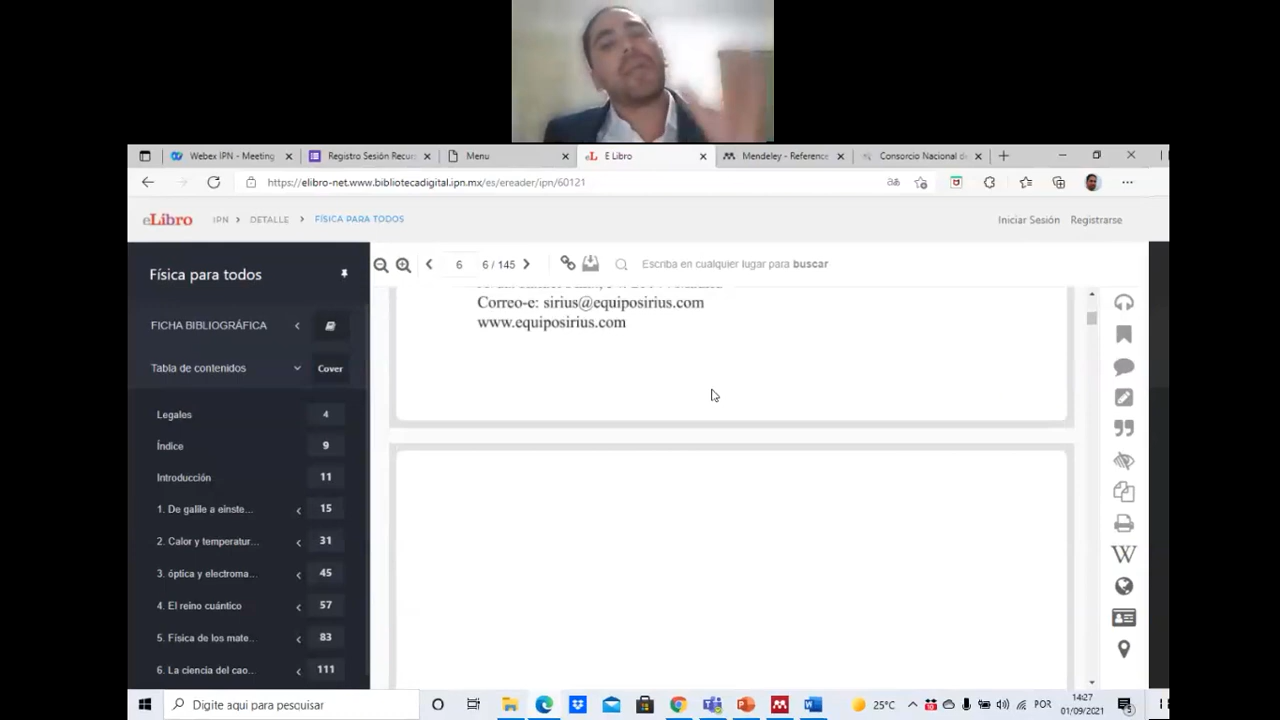 Webex IPN - Meeting
Registro Sesión Recur
Menu
eL E Libro
Mendeley - Reference
Consorcio Nacional de
https://elibro-net.www.bibliotecadigital.ipn.mx/es/ereader/ipn/60121
eLibro IPN > DETALLE > FÍSICA PARA TODOS
Iniciar Sesión Registrarse
Física para todos
6 6 / 145
Escriba en cualquier lugar para buscar
FICHA BIBLIOGRÁFICA
Tabla de contenidos Cover
Legales 4
Índice 9
Introducción 11
1. De galile a einste... 15
2. Calor y temperatur... 31
3. óptica y electroma... 45
4. El reino cuántico 57
5. Física de los mate... 83
6. La ciencia del cao... 111
Correo-e: sirius@equiposirius.com
www.equiposirius.com
W
Digite aqui para pesquisar
25°C
POR
14:27
01/09/2021